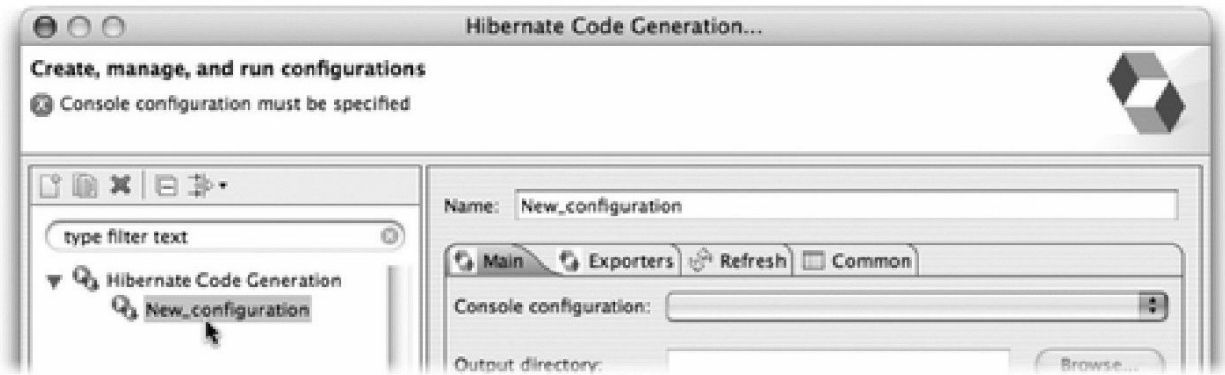 Hibernate Code Generation...
Create, manage, and run configurations
Console configuration must be specified
type filter text
Hibernate Code Generation
New_configuration
Name: New_configuration
Main Exporters Refresh Common
Console configuration:
Output directory: Browse...